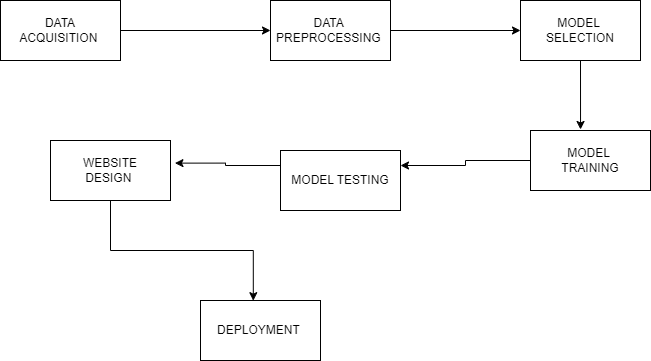 DATA
ACQUISITION
DATA
PREPROCESSING
MODEL
SELECTION
MODEL
TRAINING
MODEL TESTING
WEBSITE
DESIGN
DEPLOYMENT